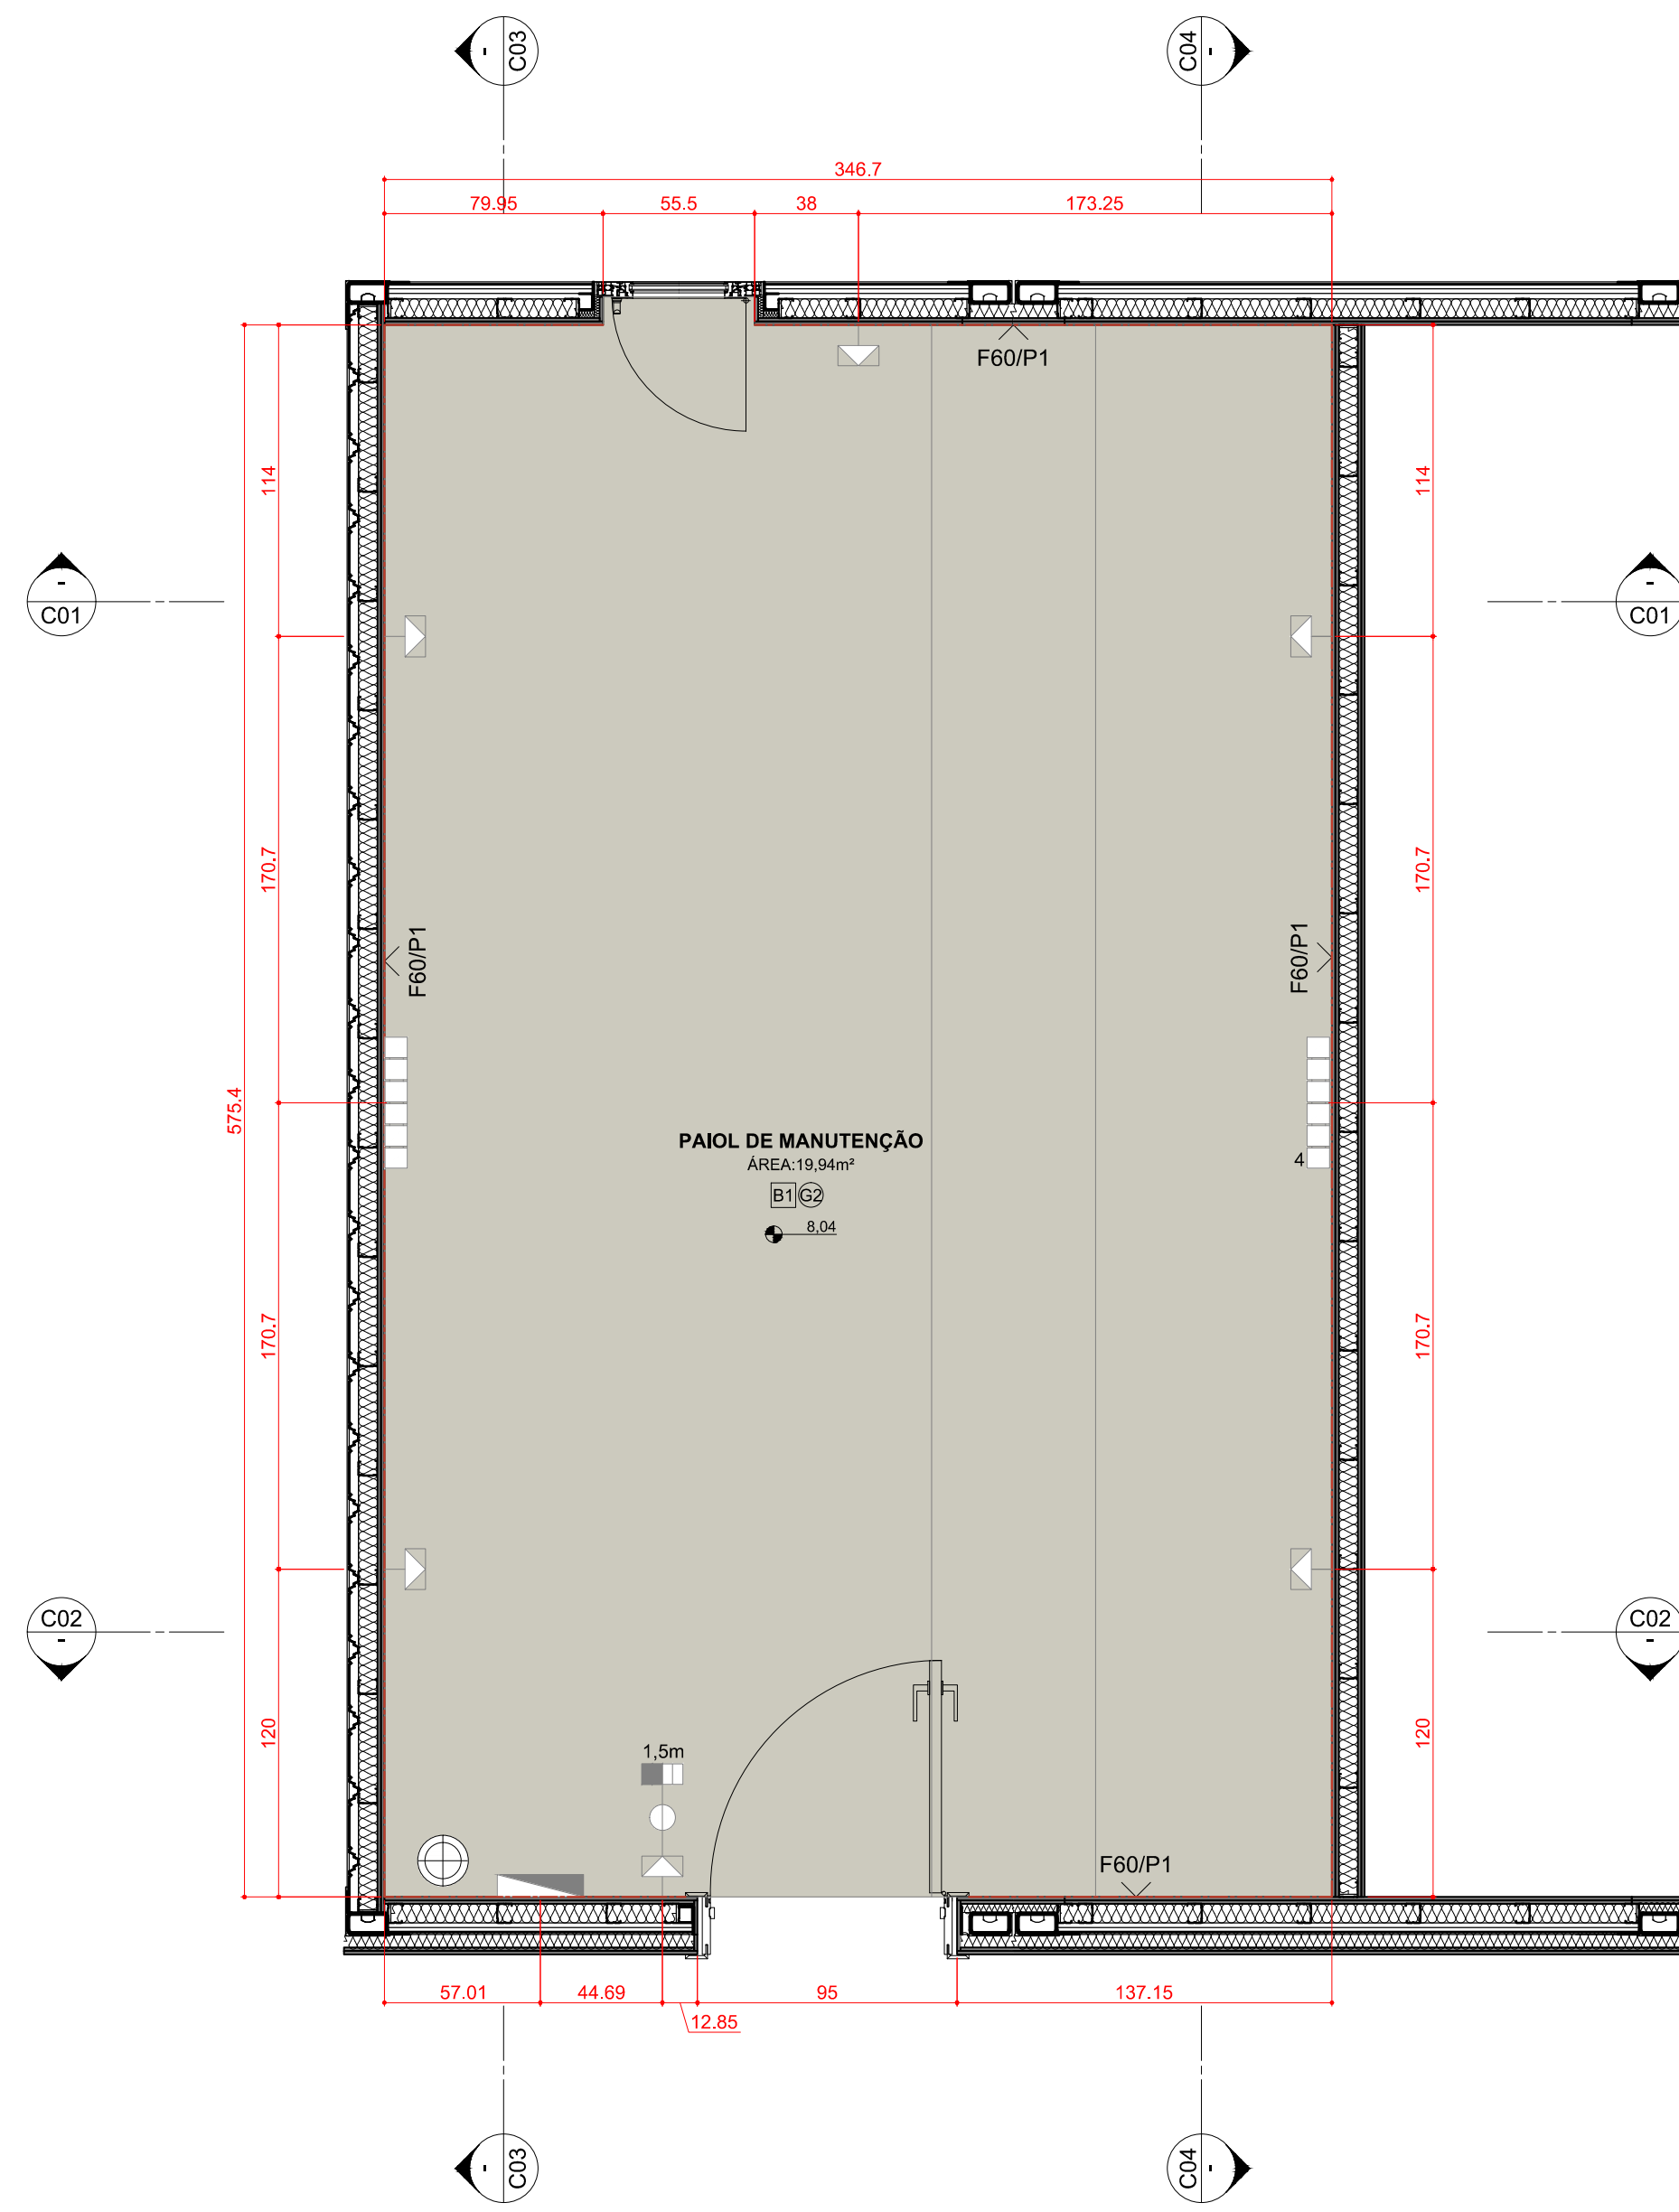 C03
C04
346.7
79.95
55.5
38
173.25
F60/P1
114
114
C01
C01
170.7
170.7
F60/P1
F60/P1
575.4
PAIOL DE MANUTENÇÃO
ÁREA:19,94m²
4
B1 G2
8,04
170.7
170.7
C02
C02
120
120
1,5m
F60/P1
57.01
44.69
95
137.15
12.85
C03
C04